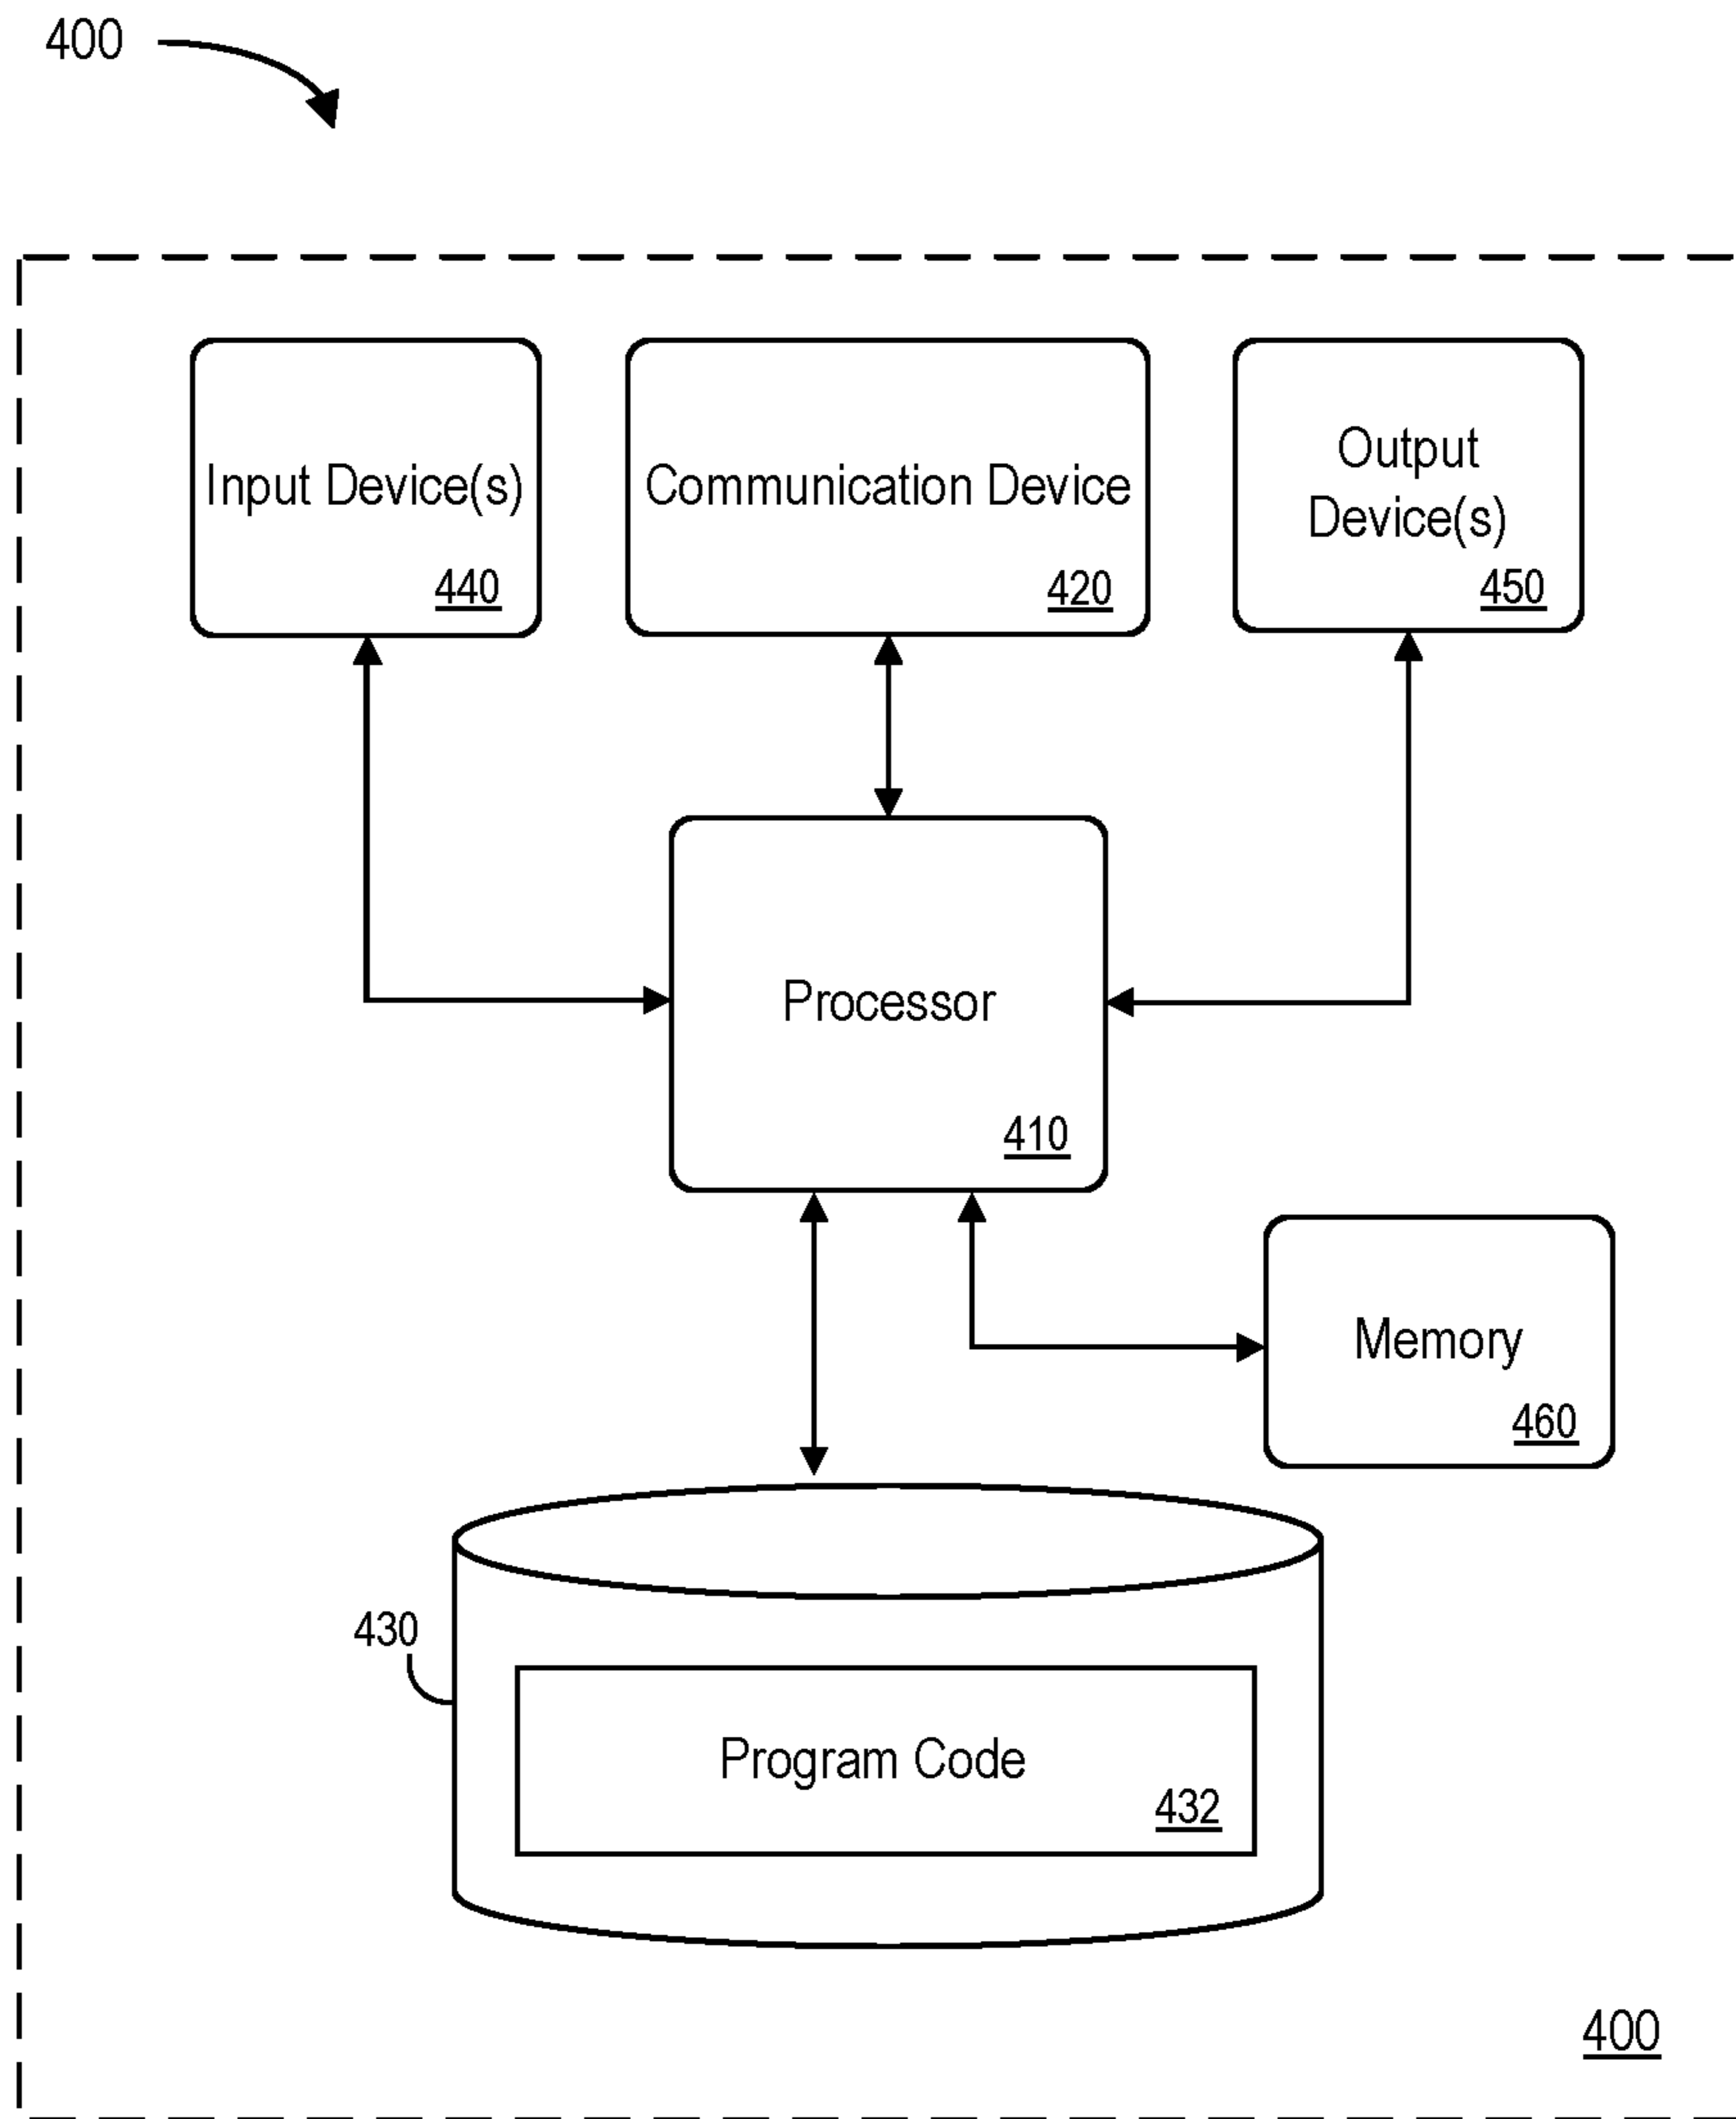 400
Input Device(s)
440
Communication Device
420
Output
Device(s)
450
Processor
410
Memory
460
430
Program Code
432
400